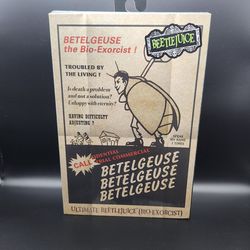 BETELGEUSE
the Bio-Exorcist !
BEETLEJUICE
TROUBLED BY
THE LIVING ?
Is death a problem
and not a solution?
Unhappy with eternity?
HAVING DIFFICULTY
ADJUSTING ?
CALL
BETELGEUSE
BETELGEUSE
BETELGEUSE
ULTIMATE BEETLEJUICE (BIO EXORCIST)